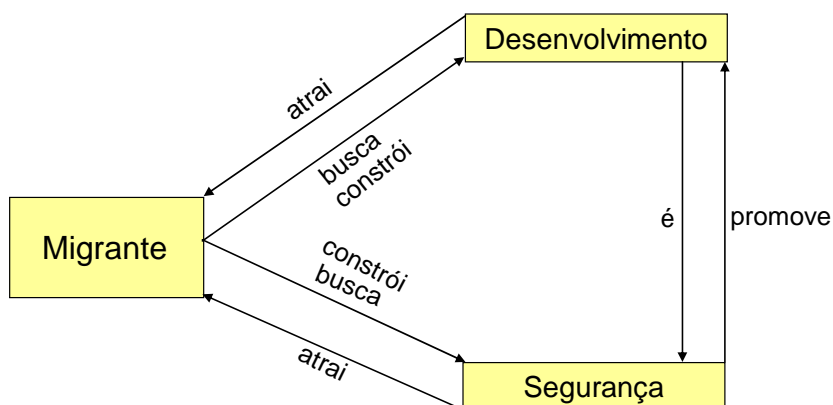 Desenvolvimento
atrai
busca
constrói
Migrante
é
promove
constrói
busca
atrai
Segurança